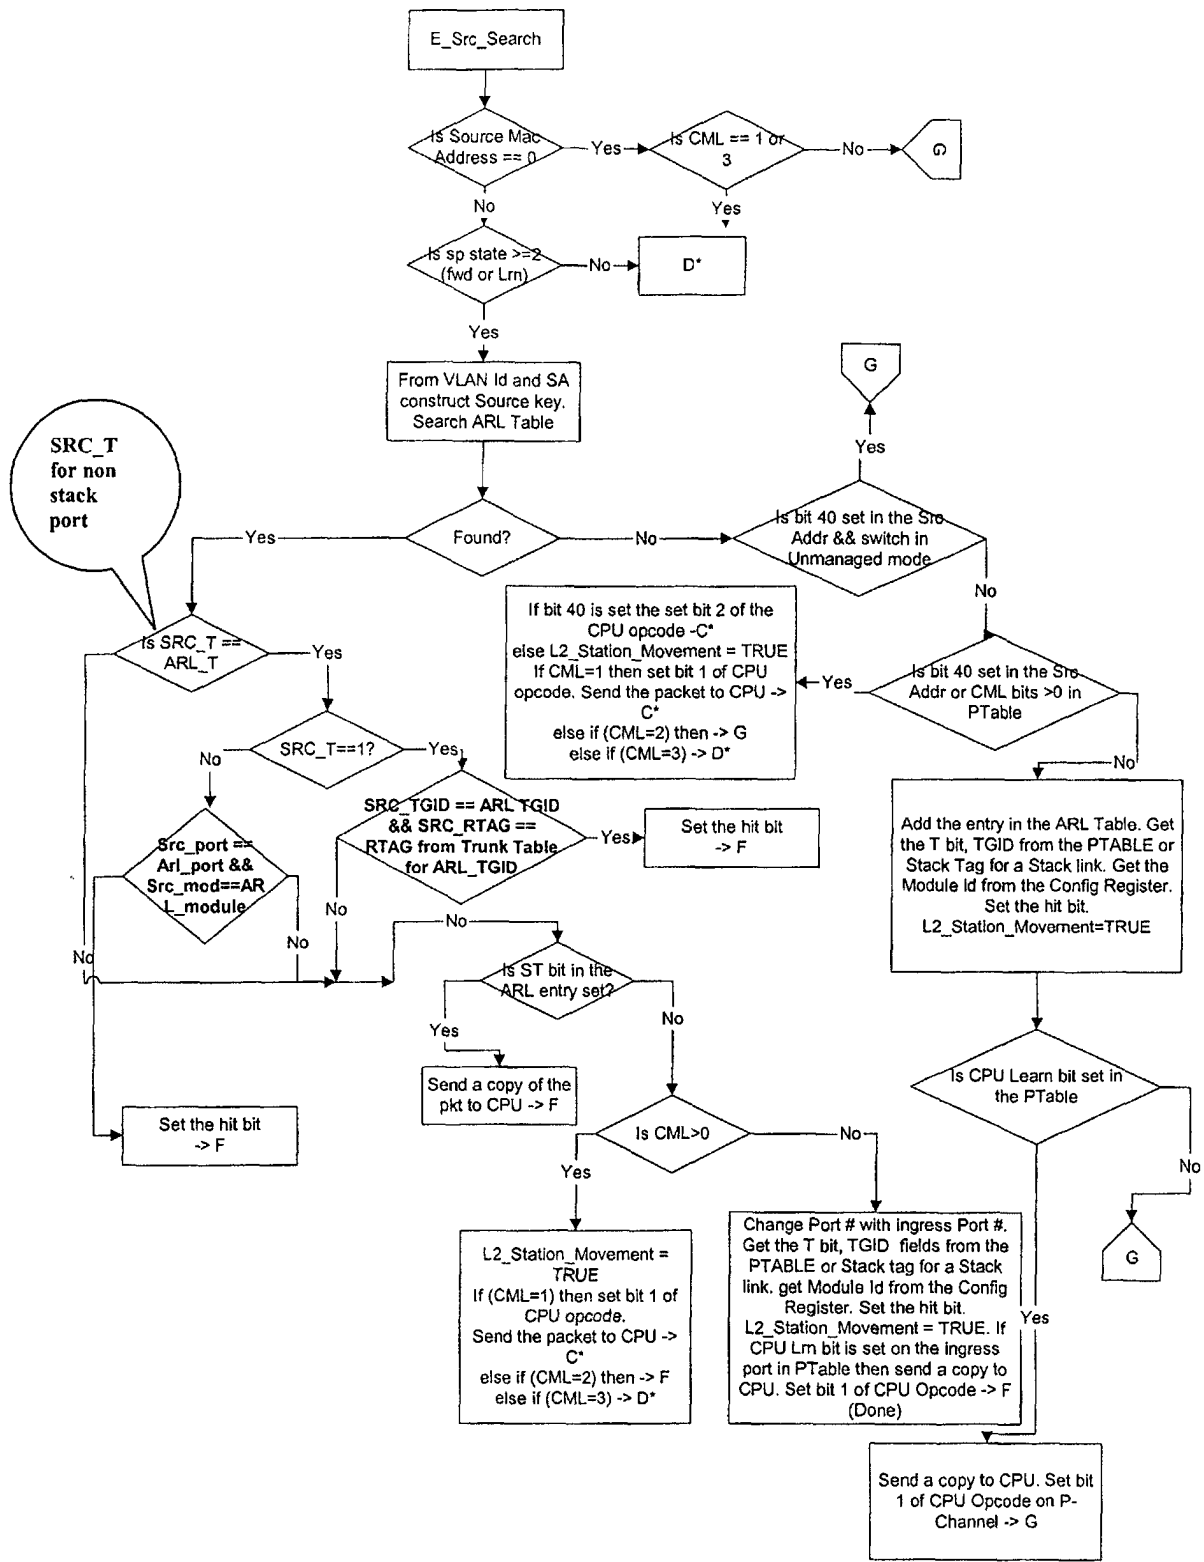 E_Src_Search
Is Source Mac
Address == 0
Yes
Is CML == 1 or
3
No
G
No
Yes
Is sp state >=2
(fwd or Lrn)
No
D*
Yes
From VLAN Id and SA
construct Source key.
Search ARL Table
G
Yes
SRC_T
for non
stack
port
Yes
Found?
No
Is bit 40 set in the Src
Addr && switch in
Unmanaged mode
No
If bit 40 is set the set bit 2 of the
CPU opcode -C*
else L2_Station_Movement = TRUE
If CML=1 then set bit 1 of CPU
opcode. Send the packet to CPU ->
C*
else if (CML=2) then -> G
else if (CML=3) -> D*
Is SRC_T ==
ARL_T
Yes
Yes
Is bit 40 set in the Src
Addr or CML bits >0 in
PTable
No
SRC_T==1?
No
Yes
SRC_TGID == ARL TGID
&& SRC_RTAG ==
RTAG from Trunk Table
for ARL_TGID
Yes
Set the hit bit
-> F
Src_port ==
Arl_port &&
Src_mod==AR
L_module
Add the entry in the ARL Table. Get
the T bit, TGID from the PTABLE or
Stack Tag for a Stack link. Get the
Module Id from the Config Register.
Set the hit bit.
L2_Station_Movement=TRUE
No
No
No
No
Is ST bit in the
ARL entry set?
Yes
No
Send a copy of the
pkt to CPU -> F
Is CPU Learn bit set in
the PTable
Set the hit bit
-> F
Is CML>0
No
Yes
No
L2_Station_Movement =
TRUE
If (CML=1) then set bit 1 of
CPU opcode.
Send the packet to CPU ->
C*
else if (CML=2) then -> F
else if (CML=3) -> D*
Change Port # with ingress Port #.
Get the T bit, TGID fields from the
PTABLE or Stack tag for a Stack
link. get Module Id from the Config
Register. Set the hit bit.
L2_Station_Movement = TRUE. If
CPU Lrn bit is set on the ingress
port in PTable then send a copy to
CPU. Set bit 1 of CPU Opcode -> F
(Done)
Yes
G
Send a copy to CPU. Set bit
1 of CPU Opcode on P-
Channel -> G